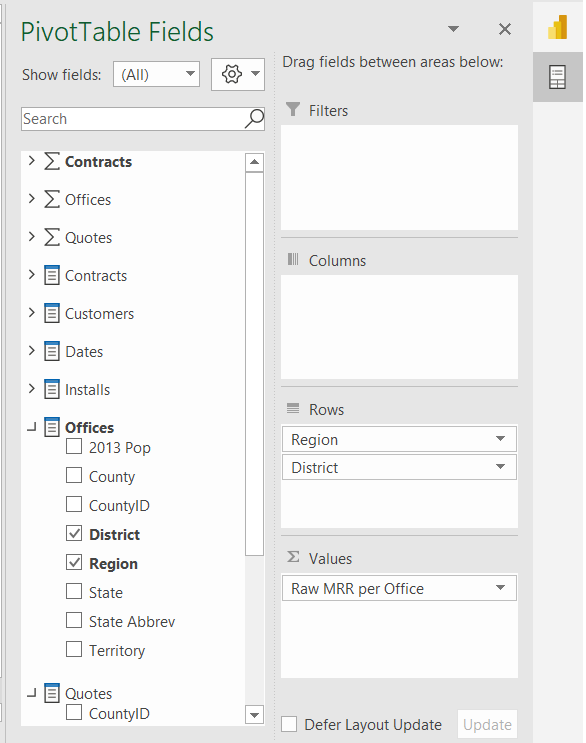 PivotTable Fields
Show fields: (All)
Search
Contracts
Offices
Quotes
Contracts
Customers
Dates
Installs
Offices
2013 Pop
County
CountyID
District
Region
State
State Abbrev
Territory
Quotes
CountyID
Drag fields between areas below:
Filters
Columns
Rows
Region
District
Values
Raw MRR per Office
Defer Layout Update Update